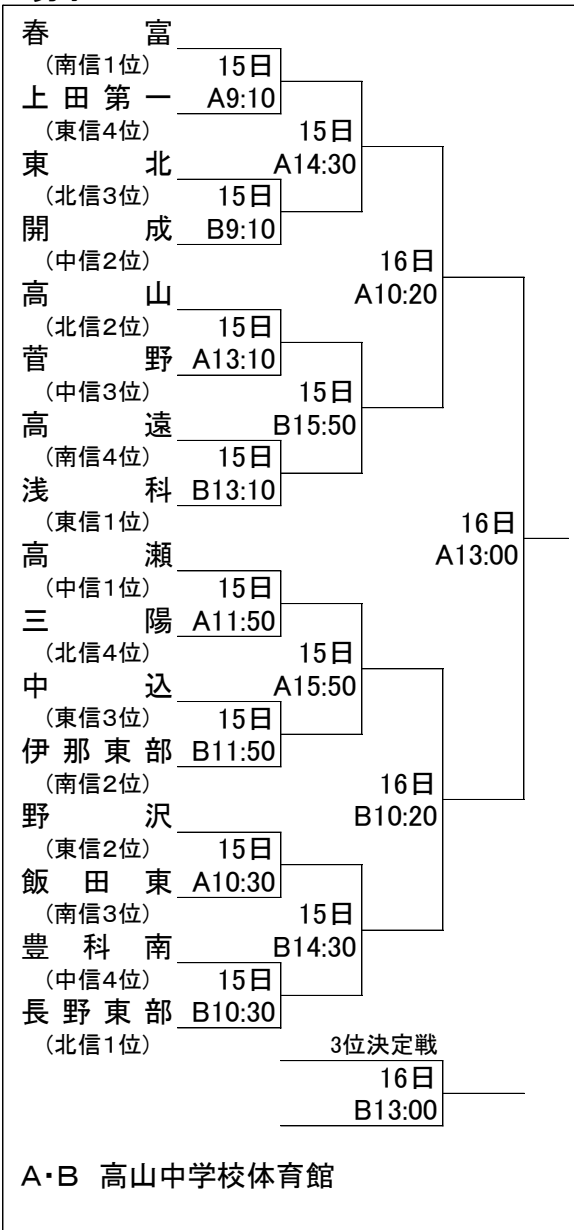 春富
(南信1位) 15日
上田第一 A9:10
(東信4位) 15日
東北 A14:30
(北信3位) 15日
開成 B9:10
(中信2位) 16日
高山 A10:20
(北信2位) 15日
菅野 A13:10
(中信3位) 15日
高遠 B15:50
(南信4位) 15日
浅科 B13:10
(東信1位) 16日
高瀬 A13:00
(中信1位) 15日
三陽 A11:50
(北信4位) 15日
中込 A15:50
(東信3位) 15日
伊那東部 B11:50
(南信2位) 16日
野沢 B10:20
(東信2位) 15日
飯田東 A10:30
(南信3位) 15日
豊科南 B14:30
(中信4位) 15日
長野東部 B10:30
(北信1位) 3位決定戦
16日
B13:00
A・B 高山中学校体育館